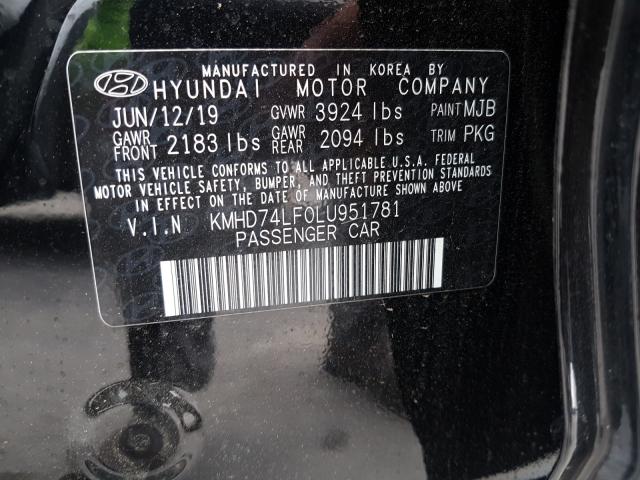 MANUFACTURED IN KOREA BY
HYUNDAI MOTOR COMPANY
JUN/12/19 GVWR 3924 lbs PAINT MJB
GAWR FRONT 2183 lbs GAWR REAR 2094 lbs TRIM PKG
THIS VEHICLE CONFORMS TO ALL APPLICABLE U.S.A. FEDERAL
MOTOR VEHICLE SAFETY, BUMPER, AND THEFT PREVENTION STANDARDS
IN EFFECT ON THE DATE OF MANUFACTURE SHOWN ABOVE.
V.I.N KMHD74LF0LU951781
PASSENGER CAR